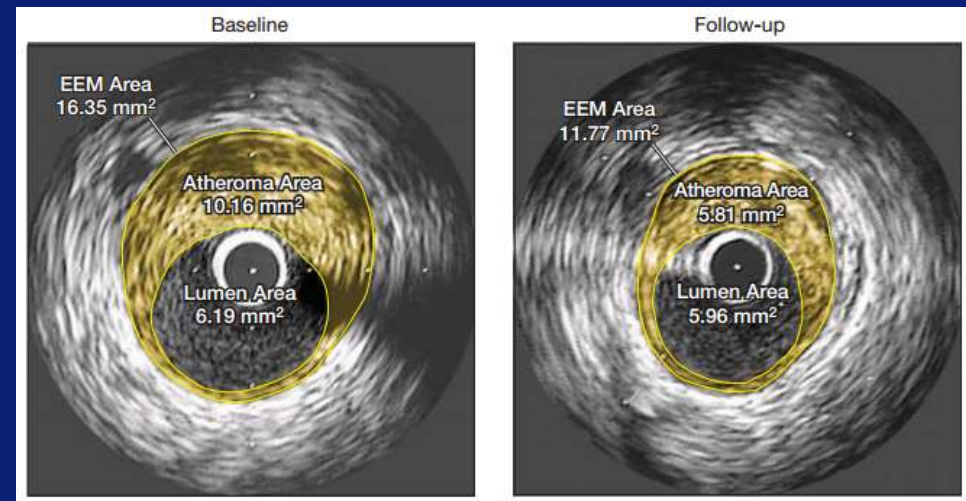 Baseline
EEM Area
16.35 mm²
Atheroma Area
10.16 mm²
Lumen Area
6.19 mm²
Follow-up
EEM Area
11.77 mm²
Atheroma Area
5.81 mm²
Lumen Area
5.96 mm²